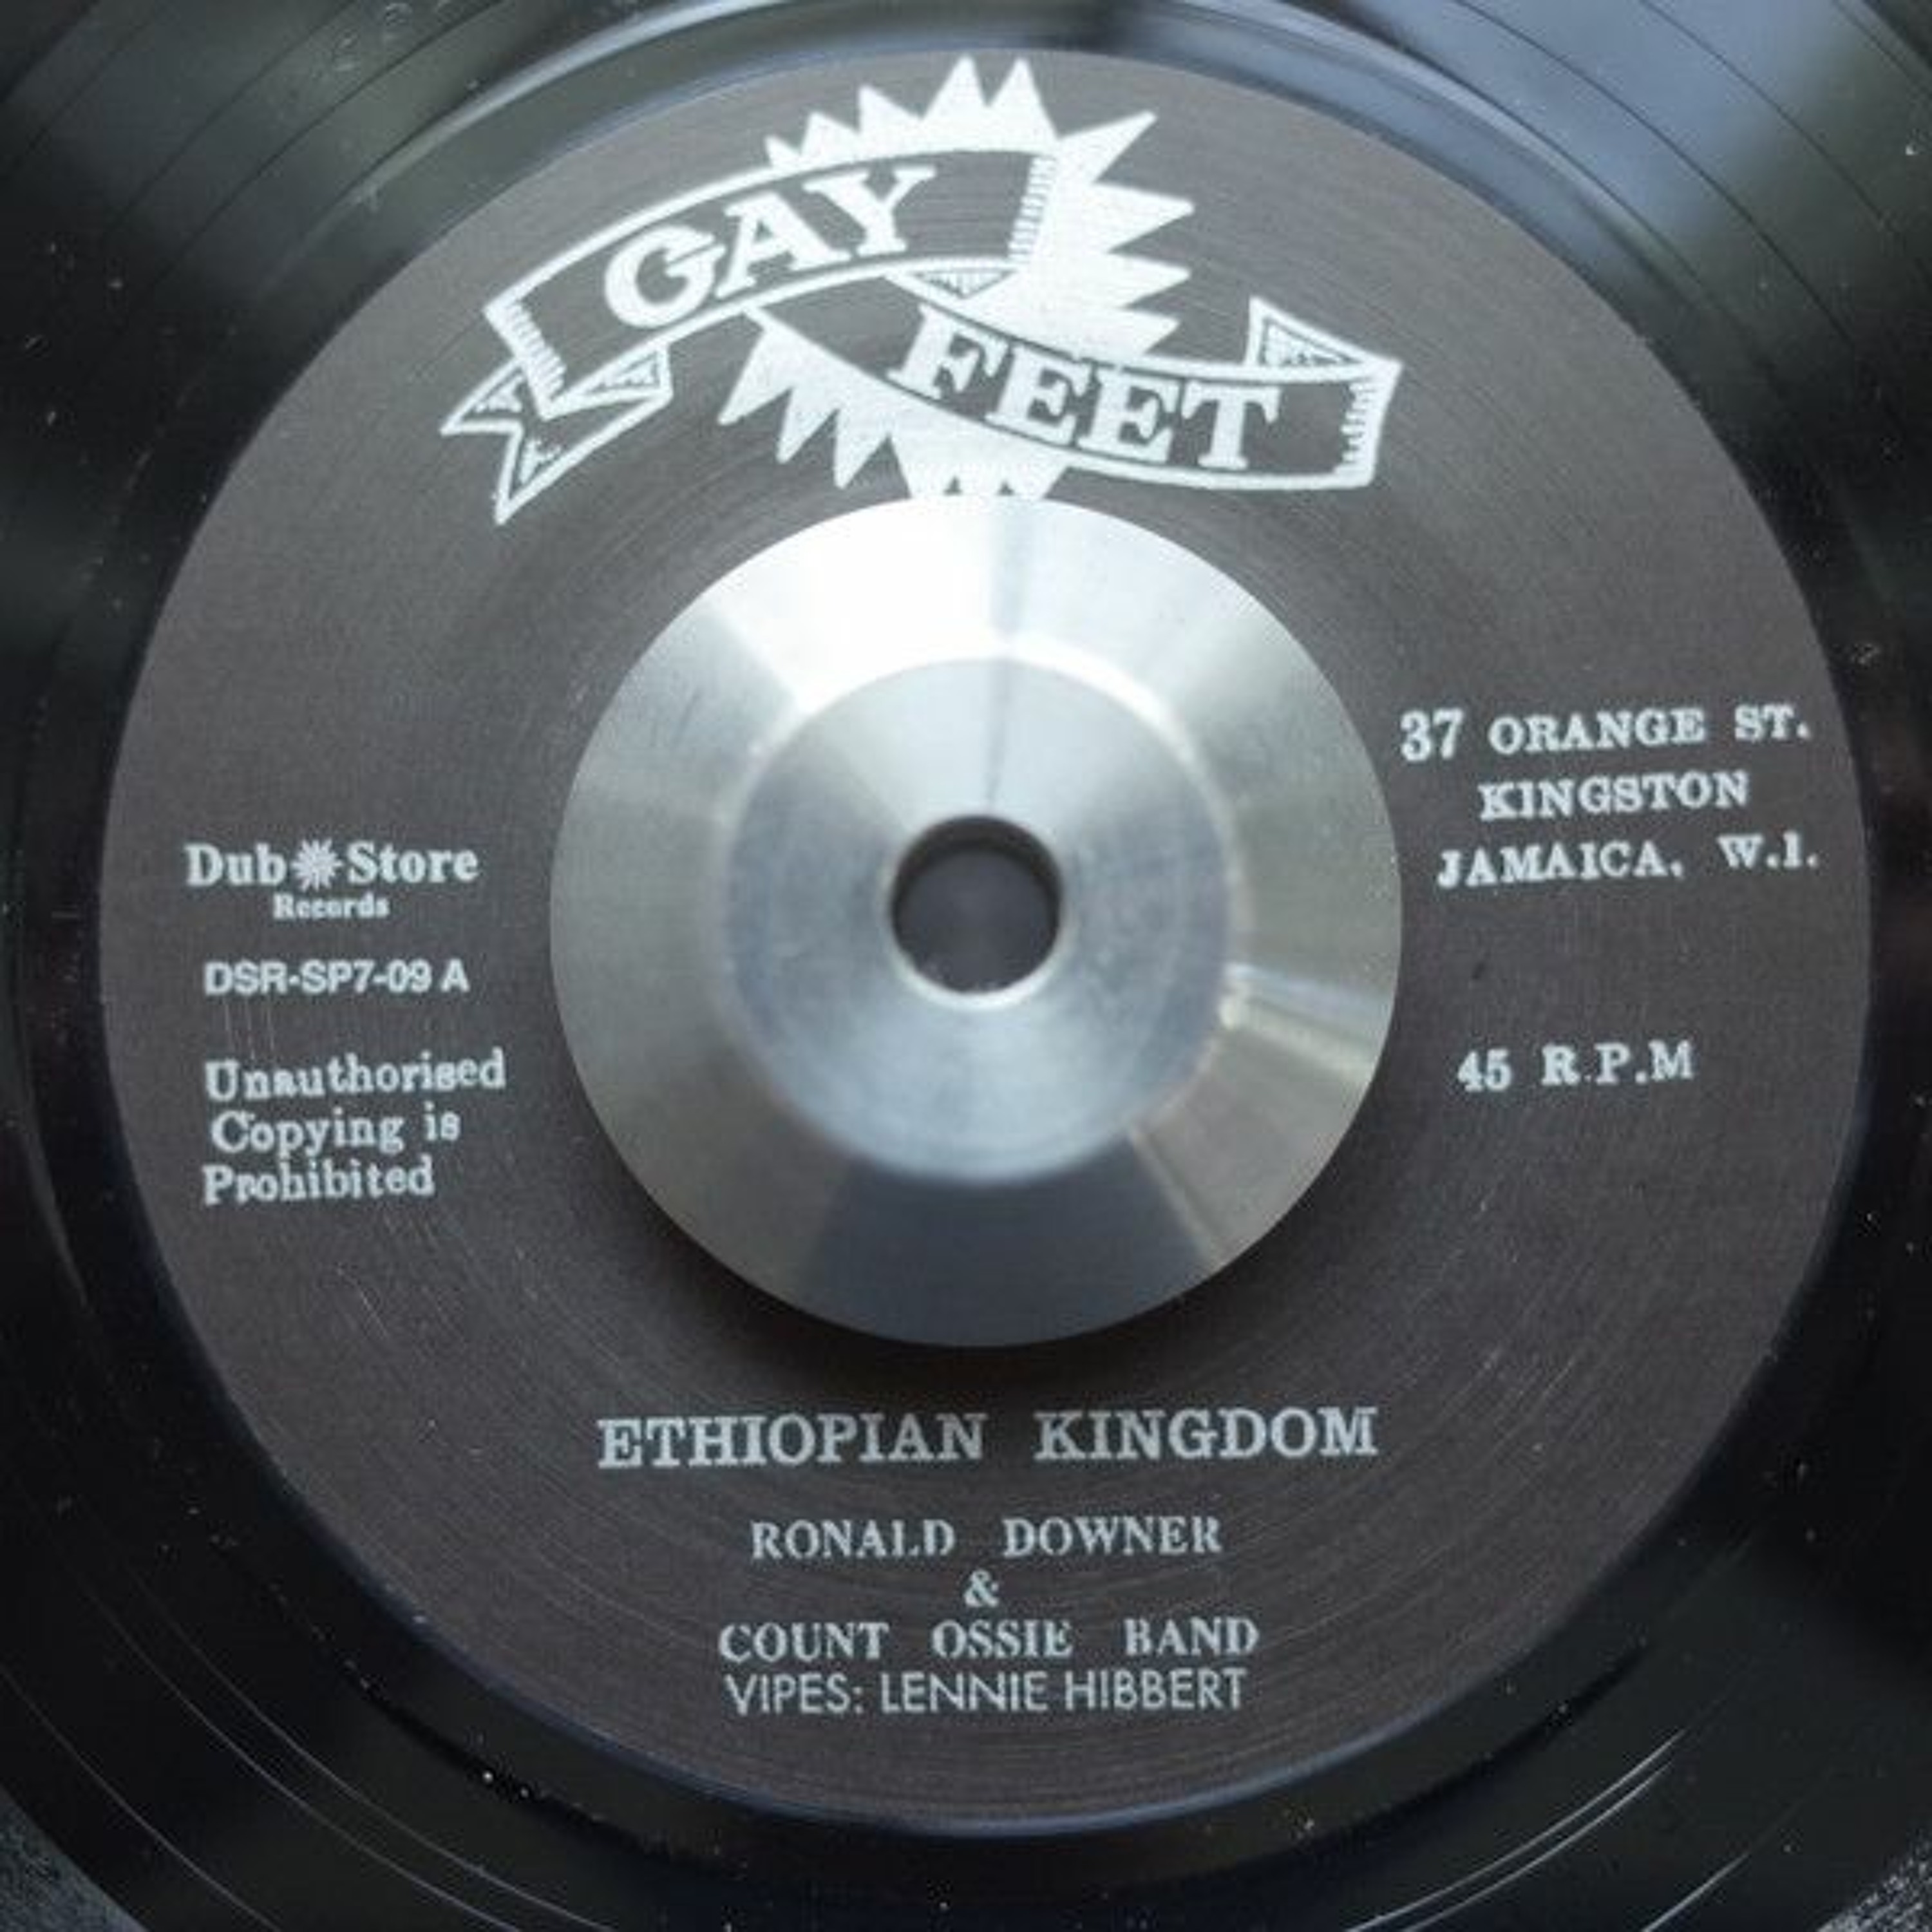 GAY
FEET
Dub Store
Records
DSR-SP7-09 A
Unauthorised
Copying is
Prohibited
37 ORANGE ST.
KINGSTON
JAMAICA, W.I.
45 R.P.M
ETHIOPIAN KINGDOM
RONALD DOWNER
&
COUNT OSSIE BAND
VIPES: LENNIE HIBBERT